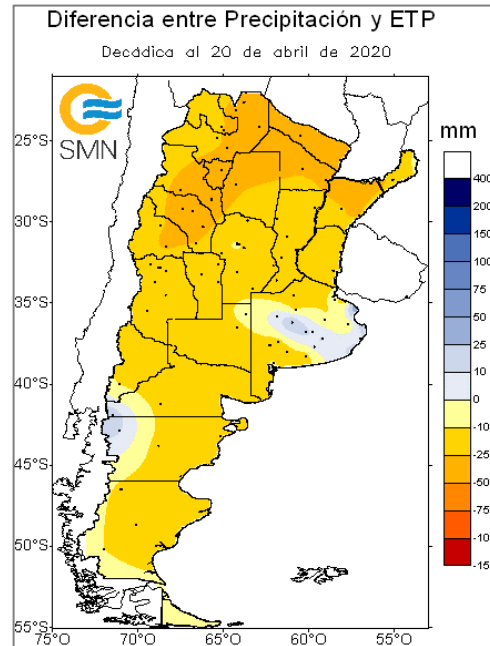 Diferencia entre Precipitación y ETP
Decádica al 20 de abril de 2020
SMN
mm
25°S
30°S
35°S
40°S
45°S
50°S
55°S
75°O
70°O
65°O
60°O
55°O
400
200
150
100
75
50
25
10
0
-10
-25
-50
-75
-10
-15